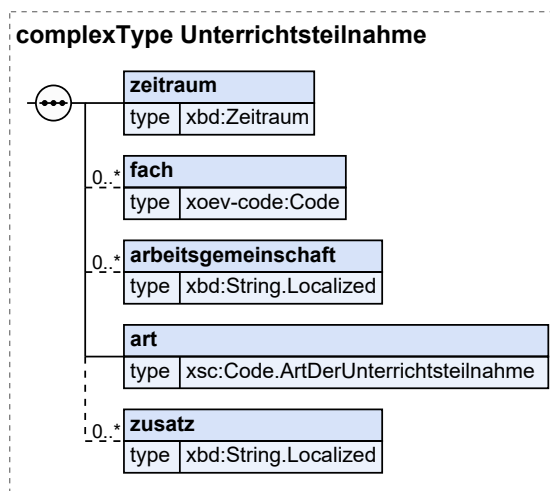 complexType Unterrichtsteilnahme
zeitraum
type xbd:Zeitraum
0..* fach
type xoev-code:Code
0..* arbeitsgemeinschaft
type xbd:String.Localized
art
type xsc:Code.ArtDerUnterrichtsteilnahme
0..* zusatz
type xbd:String.Localized